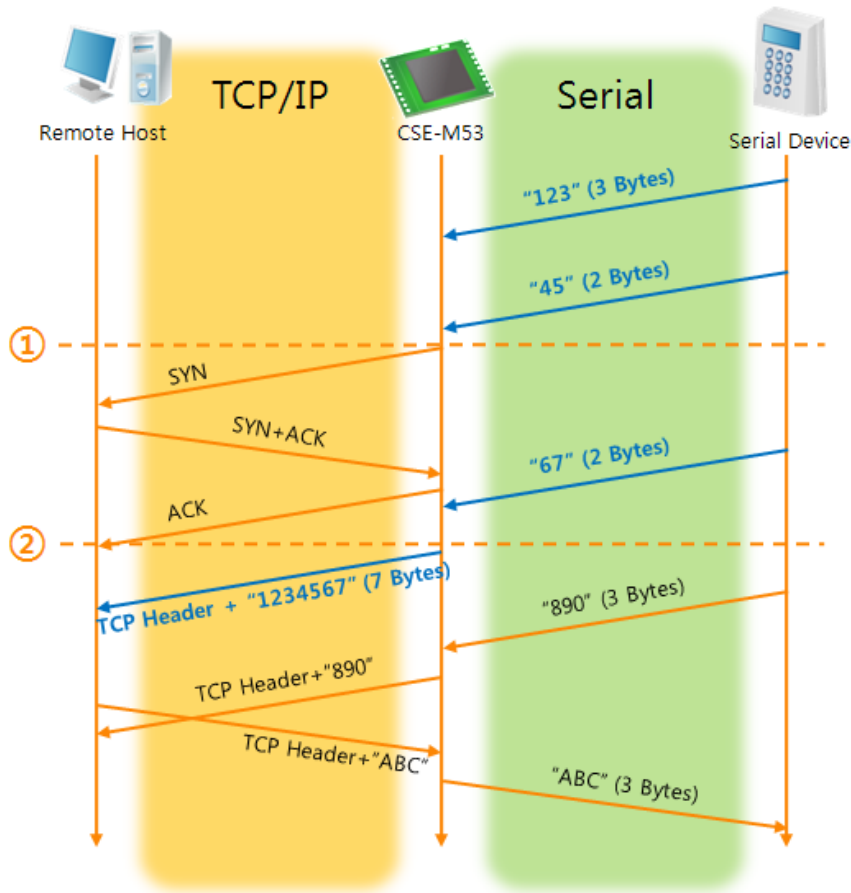 TCP/IP
Serial
Remote Host
CSE-M53
Serial Device
“123” (3 Bytes)
“45” (2 Bytes)
①
SYN
SYN+ACK
“67” (2 Bytes)
ACK
②
TCP Header + “1234567” (7 Bytes)
“890” (3 Bytes)
TCP Header+“890”
TCP Header+“ABC”
“ABC” (3 Bytes)